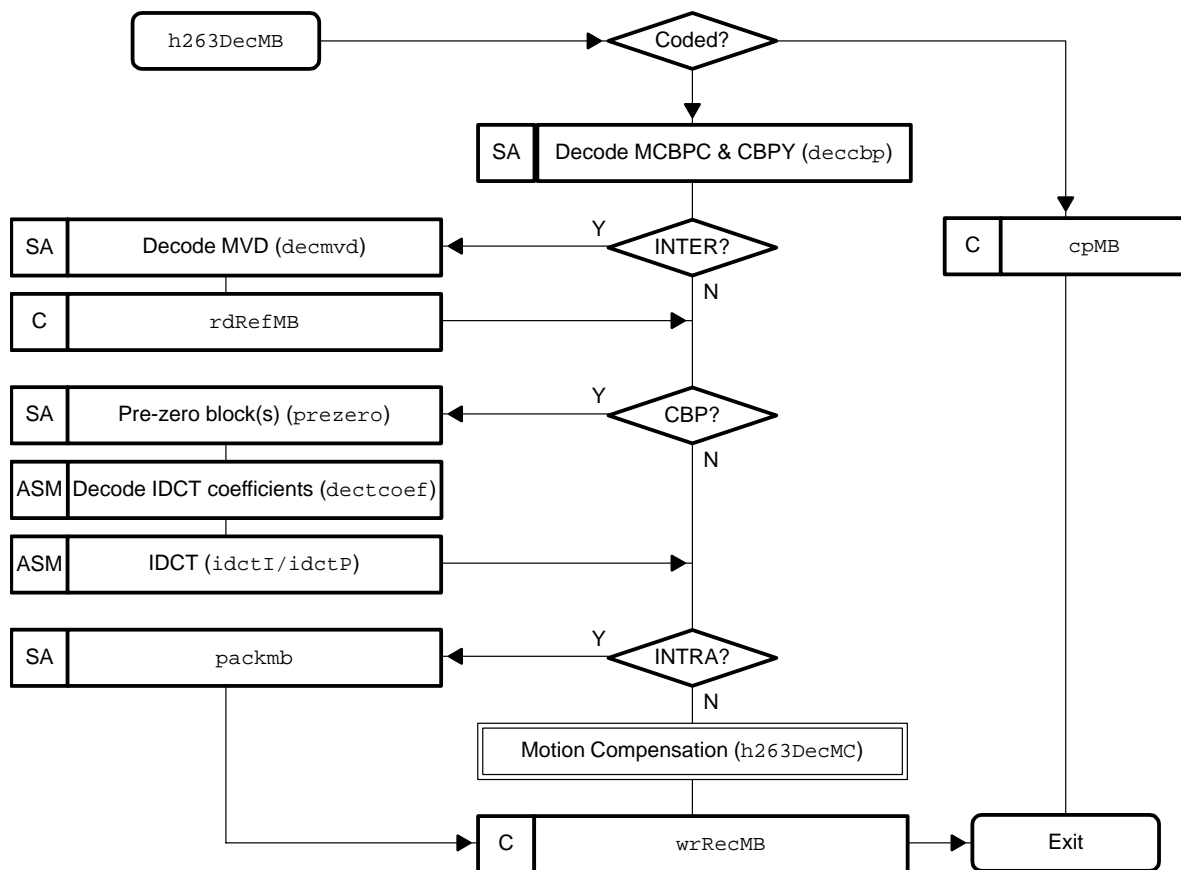 h263DecMB
Coded?
SA Decode MCBPC & CBPY (deccbp)
SA Decode MVD (decmvd)
Y
INTER?
C cpMB
N
C rdRefMB
Y
SA Pre-zero block(s) (prezero)
CBP?
N
ASM Decode IDCT coefficients (dectcoef)
ASM IDCT (idctI/idctP)
Y
SA packmb
INTRA?
N
Motion Compensation (h263DecMC)
C wrRecMB
Exit